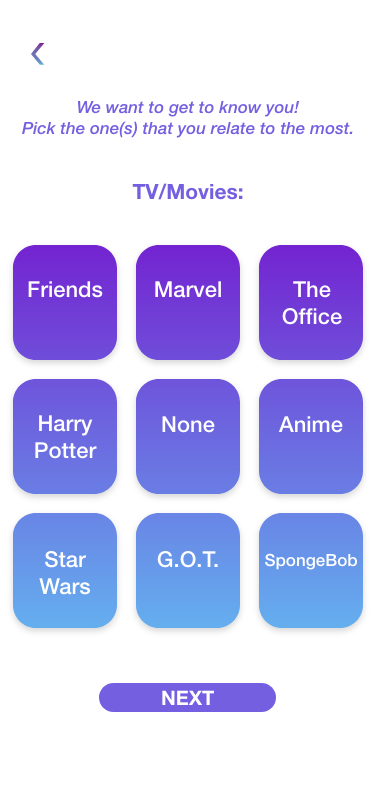 We want to get to know you!
Pick the one(s) that you relate to the most.
TV/Movies:
Friends
Marvel
The
Office
Harry
Potter
None
Anime
Star
Wars
G.O.T.
SpongeBob
NEXT